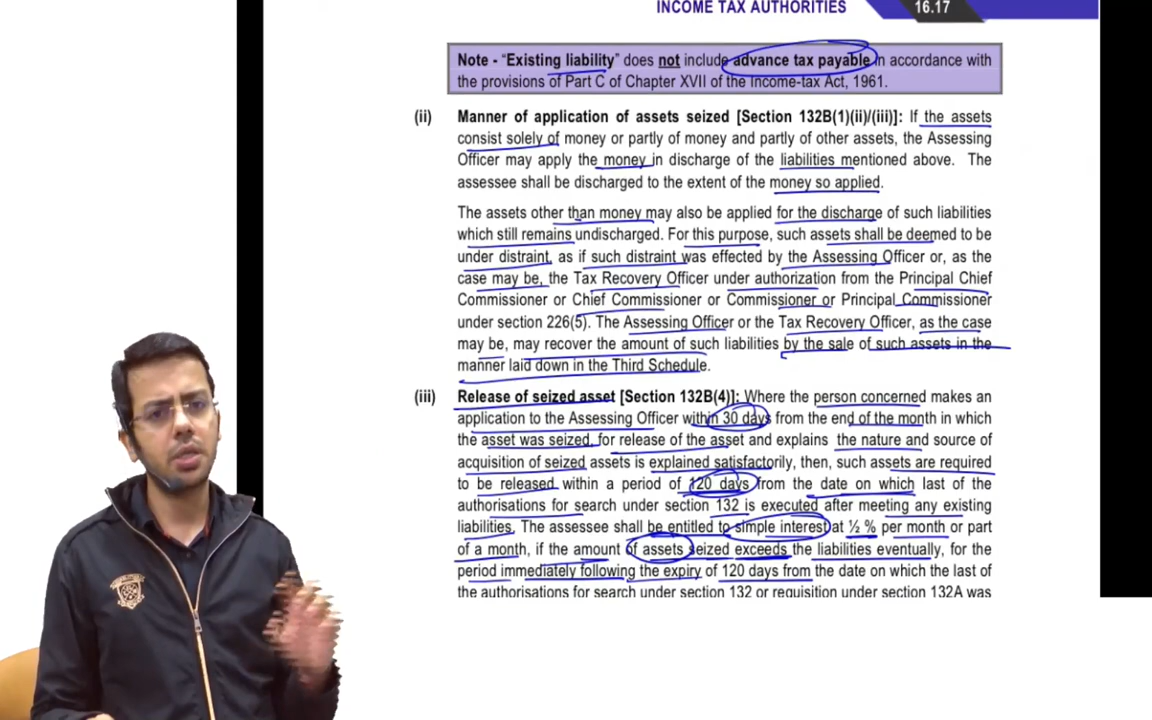 INCOME TAX AUTHORITIES
16.17
Note - “Existing liability” does not include advance tax payable in accordance with
the provisions of Part C of Chapter XVII of the Income-tax Act, 1961.
(ii) Manner of application of assets seized [Section 132B(1)(ii)/(iii)]: If the assets
consist solely of money or partly of money and partly of other assets, the Assessing
Officer may apply the money in discharge of the liabilities mentioned above. The
assessee shall be discharged to the extent of the money so applied.
The assets other than money may also be applied for the discharge of such liabilities
which still remains undischarged. For this purpose, such assets shall be deemed to be
under distraint, as if such distraint was effected by the Assessing Officer or, as the
case may be, the Tax Recovery Officer under authorization from the Principal Chief
Commissioner or Chief Commissioner or Commissioner or Principal Commissioner
under section 226(5). The Assessing Officer or the Tax Recovery Officer, as the case
may be, may recover the amount of such liabilities by the sale of such assets in the
manner laid down in the Third Schedule.
(iii) Release of seized asset [Section 132B(4)]: Where the person concerned makes an
application to the Assessing Officer within 30 days from the end of the month in which
the asset was seized, for release of the asset and explains the nature and source of
acquisition of seized assets is explained satisfactorily, then, such assets are required
to be released within a period of 120 days from the date on which last of the
authorisations for search under section 132 is executed after meeting any existing
liabilities. The assessee shall be entitled to simple interest at ½ % per month or part
of a month, if the amount of assets seized exceeds the liabilities eventually, for the
period immediately following the expiry of 120 days from the date on which the last of
the authorisations for search under section 132 or requisition under section 132A was